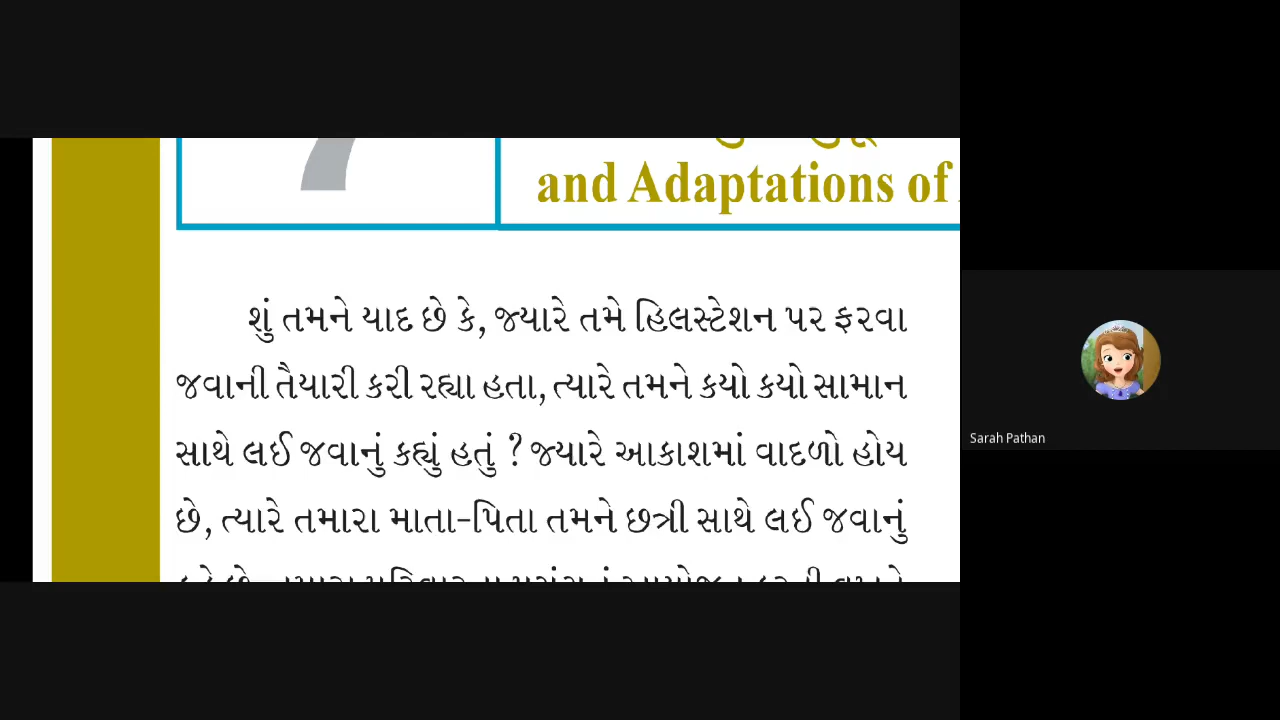 7
and Adaptations of
શું તમને યાદ છે કે, જ્યારે તમે હિલસ્ટેશન પર ફરવા
જવાની તૈયારી કરી રહ્યા હતા, ત્યારે તમને કયો કયો સામાન
સાથે લઈ જવાનું કહ્યું હતું ? જ્યારે આકાશમાં વાદળો હોય
છે, ત્યારે તમારા માતા-પિતા તમને છત્રી સાથે લઈ જવાનું
Sarah Pathan